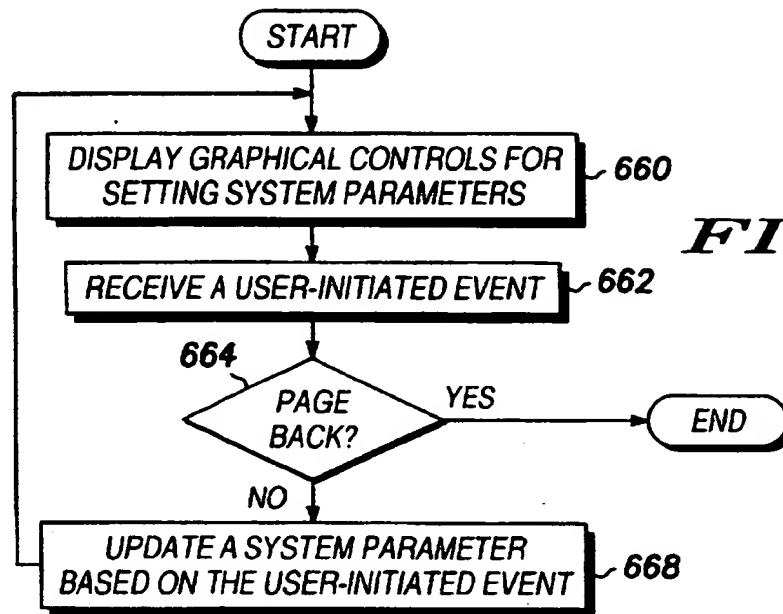 START
DISPLAY GRAPHICAL CONTROLS FOR
SETTING SYSTEM PARAMETERS
660
FI
RECEIVE A USER-INITIATED EVENT
662
664
PAGE
BACK?
YES
END
NO
UPDATE A SYSTEM PARAMETER
BASED ON THE USER-INITIATED EVENT
668